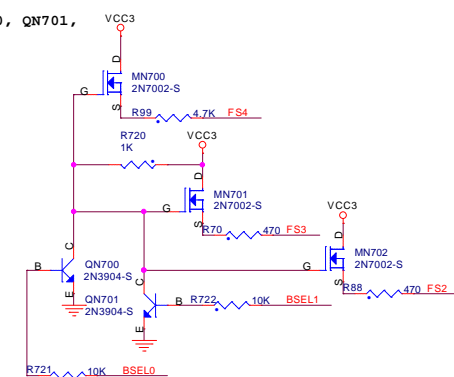 0, QN701,
VCC3
D
G
S
MN700
2N7002-S
R99
4.7K
FS4
R720
1K
VCC3
D
G
S
MN701
2N7002-S
R70
470
FS3
VCC3
D
G
S
MN702
2N7002-S
R88
470
FS2
C
B
E
QN700
2N3904-S
QN701
2N3904-S
C
B
E
R722
10K
BSEL1
R721
10K
BSEL0